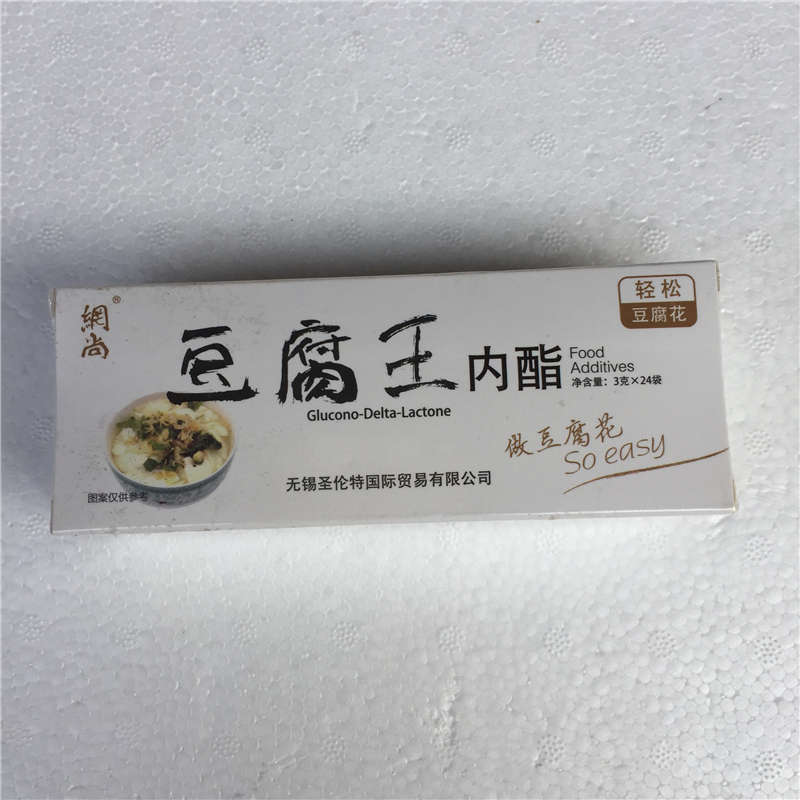 網尚®
轻松
豆腐花
豆腐王内酯
Food
Additives
净含量：3克×24袋
Glucono-Delta-Lactone
做豆腐花
So easy
无锡圣伦特国际贸易有限公司
图案仅供参考